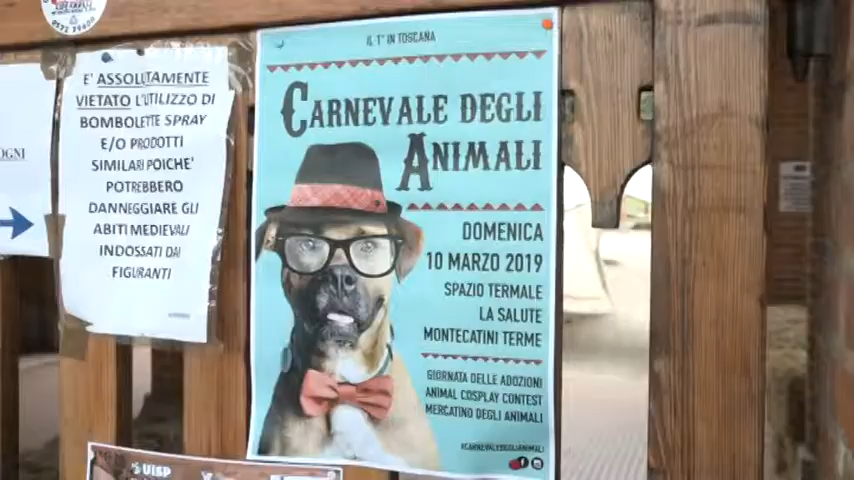 0572 39600
OGNI
E' ASSOLUTAMENTE
VIETATO L'UTILIZZO DI
BOMBOLETTE SPRAY
E/O PRODOTTI
SIMILARI POICHE'
POTREBBERO
DANNEGGIARE GLI
ABITI MEDIEVALI
INDOSSATI DAI
FIGURANTI
IL 1° IN TOSCANA
CARNEVALE DEGLI
ANIMALI
DOMENICA
10 MARZO 2019
SPAZIO TERMALE
LA SALUTE
MONTECATINI TERME
GIORNATA DELLE ADOZIONI
ANIMAL COSPLAY CONTEST
MERCATINO DEGLI ANIMALI
#CARNEVALEDEGLIANIMALI
UISP